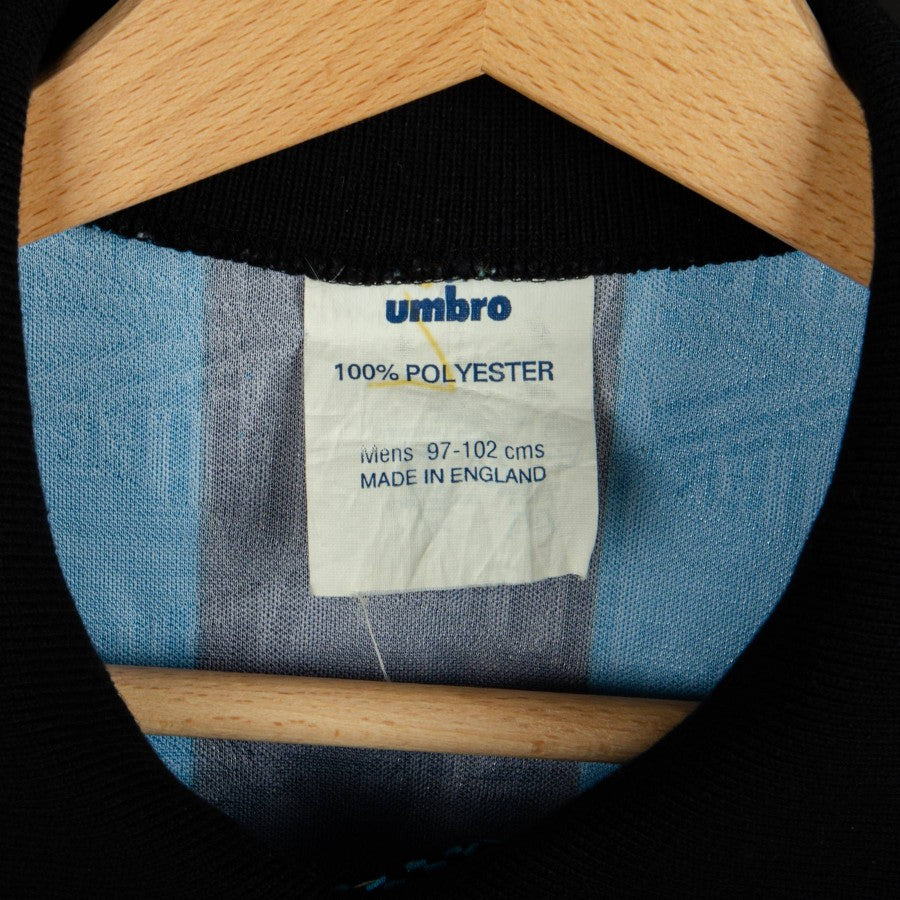 umbro
100% POLYESTER
Mens 97-102 cms
MADE IN ENGLAND